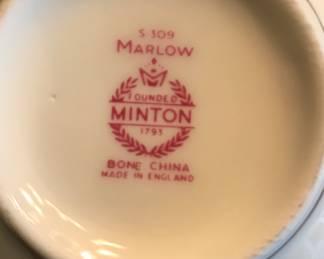 S 309
MARLOW
FOUNDED
MINTON
1793
BONE CHINA
MADE IN ENGLAND